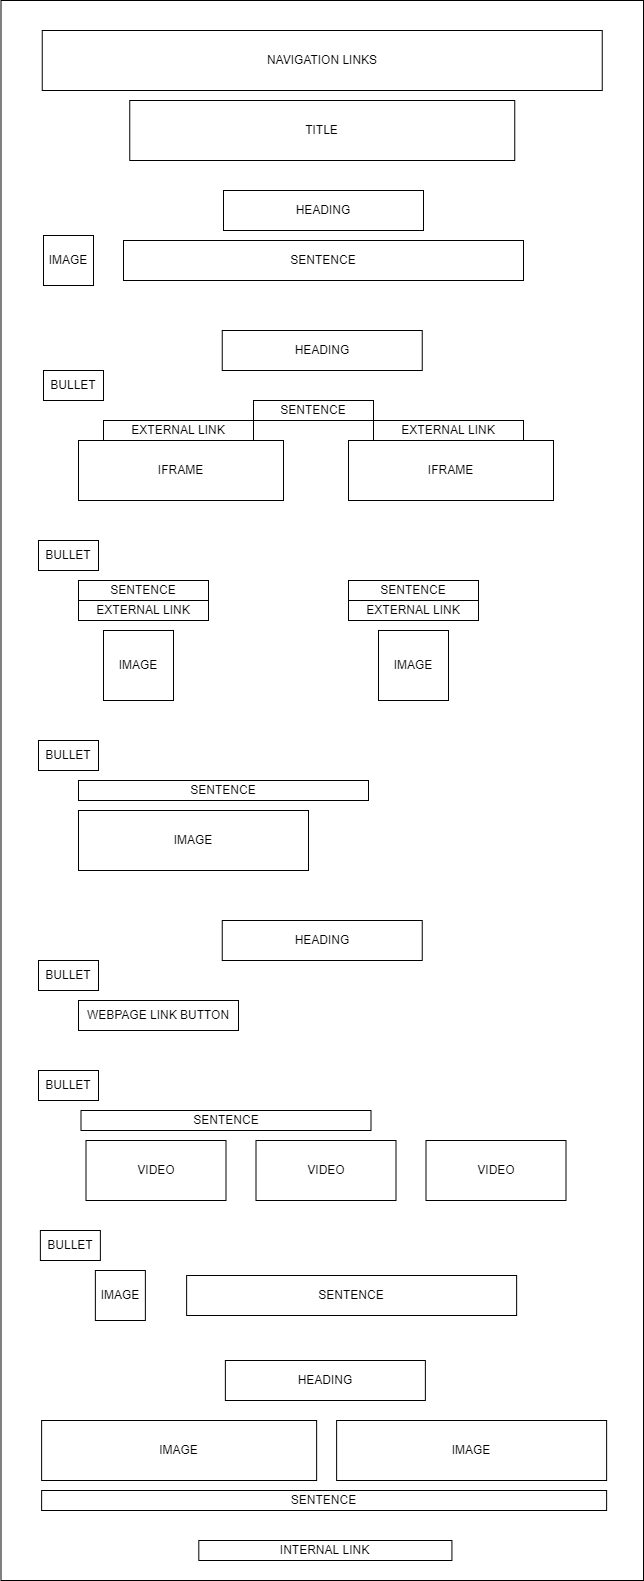 NAVIGATION LINKS
TITLE
HEADING
IMAGE
SENTENCE
HEADING
BULLET
SENTENCE
EXTERNAL LINK
EXTERNAL LINK
IFRAME
IFRAME
BULLET
SENTENCE
SENTENCE
EXTERNAL LINK
EXTERNAL LINK
IMAGE
IMAGE
BULLET
SENTENCE
IMAGE
HEADING
BULLET
WEBPAGE LINK BUTTON
BULLET
SENTENCE
VIDEO
VIDEO
VIDEO
BULLET
IMAGE
SENTENCE
HEADING
IMAGE
IMAGE
SENTENCE
INTERNAL LINK